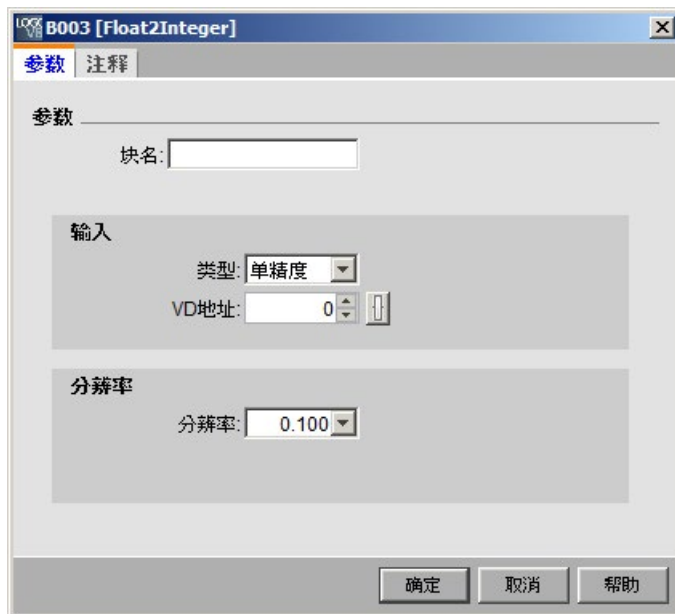 B003 [Float2Integer]
参数 注释
参数
块名:
输入
类型: 单精度
VD地址: 0
分辨率
分辨率: 0.100
确定 取消 帮助